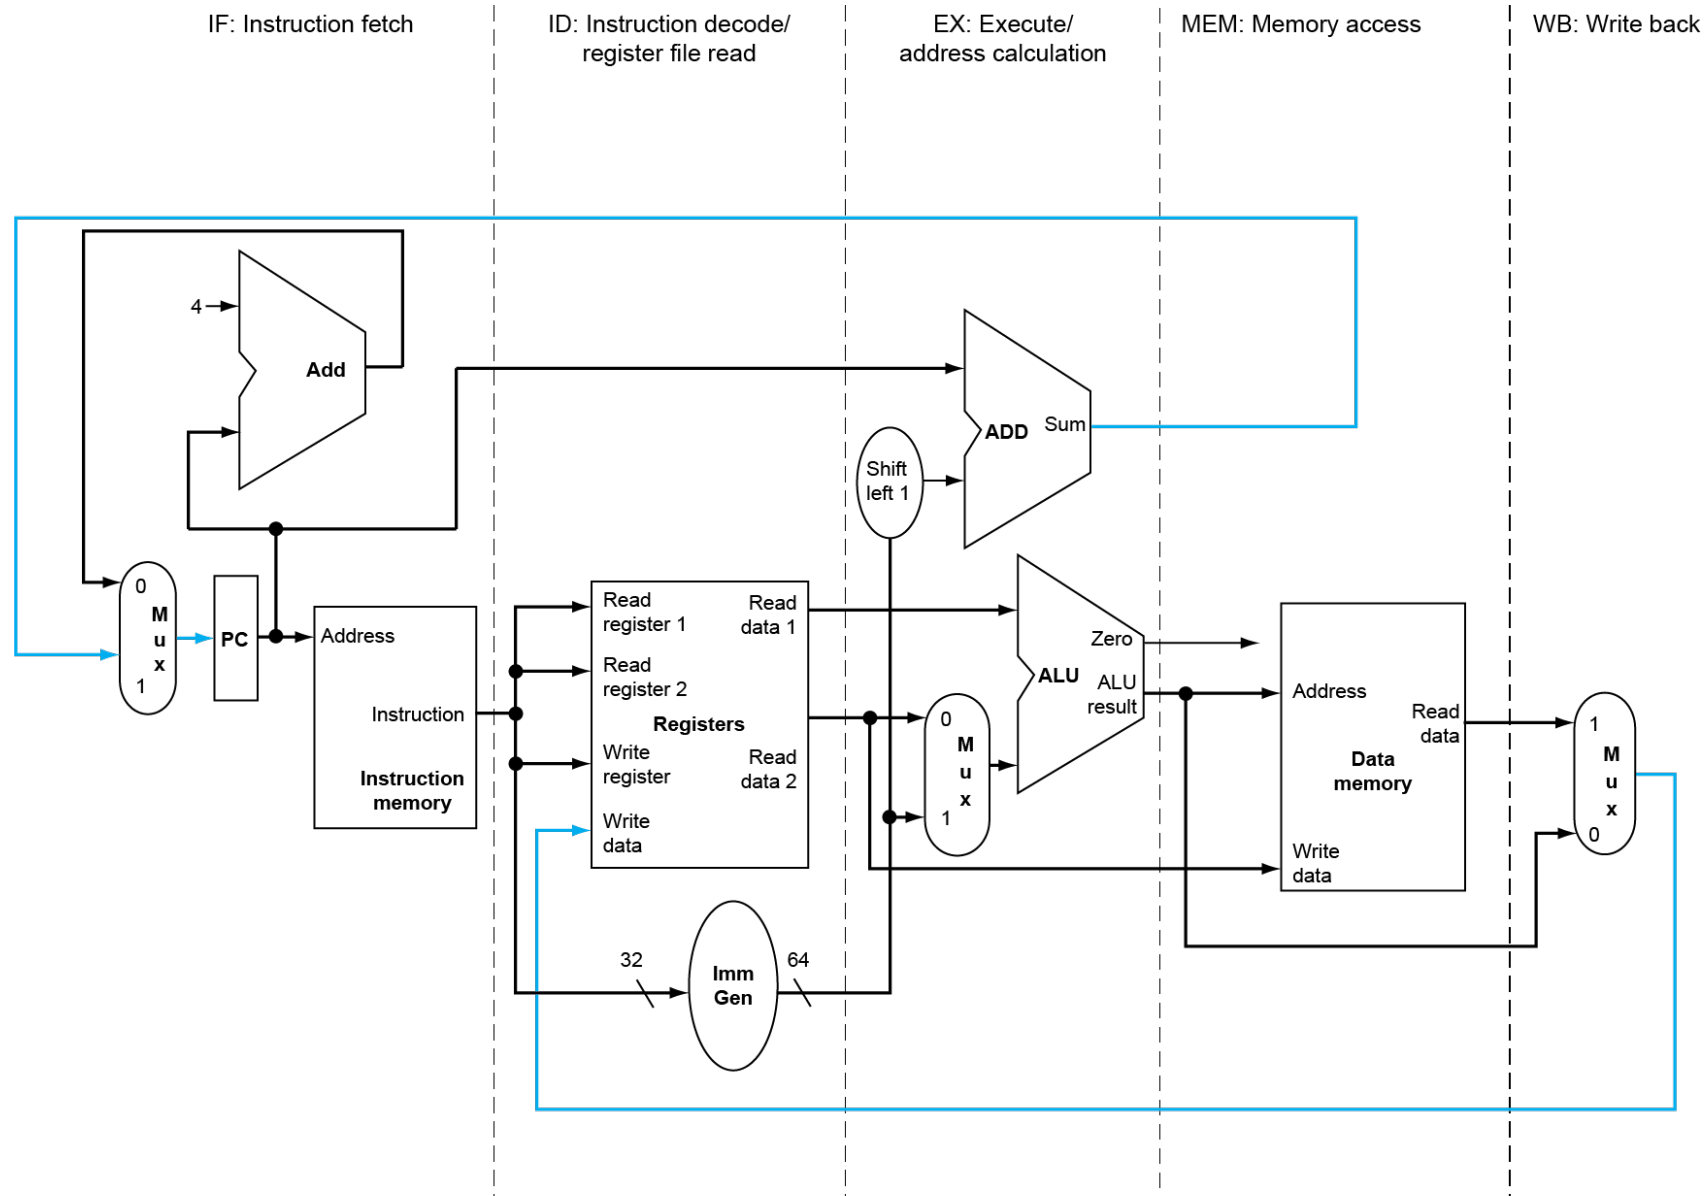 IF: Instruction fetch
ID: Instruction decode/
register file read
EX: Execute/
address calculation
MEM: Memory access
WB: Write back
4
Add
ADD
Sum
Shift
left 1
0
M
u
x
1
PC
Address
Instruction
Instruction
memory
Read
register 1
Read
register 2
Write
register
Write
data
Registers
Read
data 1
Read
data 2
0
M
u
x
1
Zero
ALU
ALU
result
Address
Write
data
Read
data
Data
memory
1
M
u
x
0
32
Imm
Gen
64